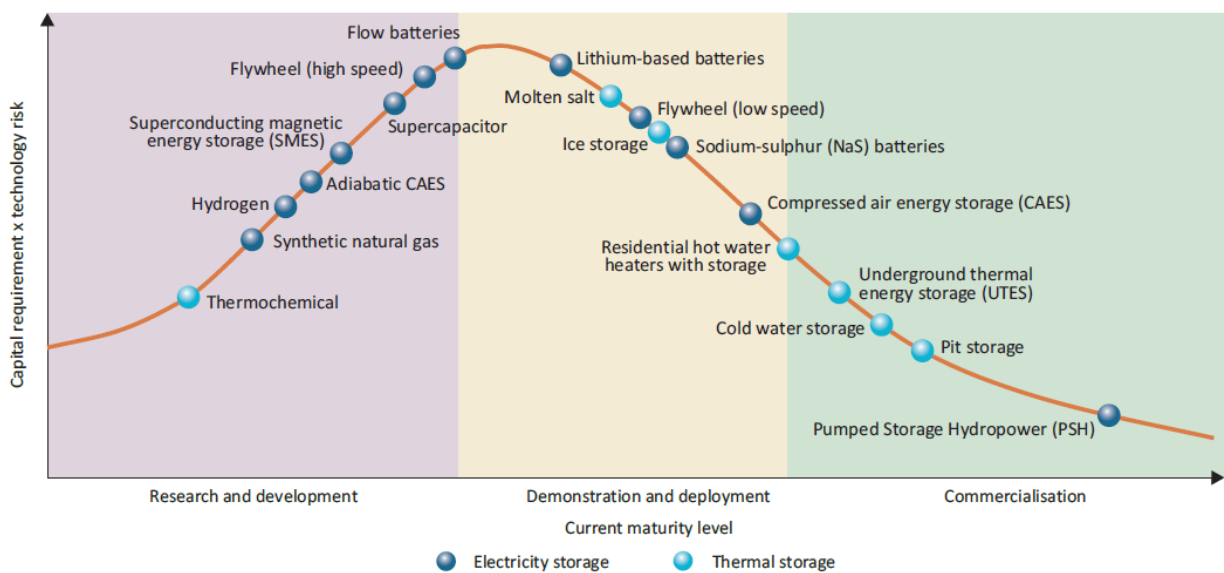 Capital requirement x technology risk
Flow batteries
Flywheel (high speed)
Supercapacitor
Superconducting magnetic
energy storage (SMES)
Adiabatic CAES
Hydrogen
Synthetic natural gas
Thermochemical
Lithium-based batteries
Molten salt
Flywheel (low speed)
Ice storage
Sodium-sulphur (NaS) batteries
Compressed air energy storage (CAES)
Residential hot water
heaters with storage
Underground thermal
energy storage (UTES)
Cold water storage
Pit storage
Pumped Storage Hydropower (PSH)
Research and development
Demonstration and deployment
Commercialisation
Current maturity level
Electricity storage
Thermal storage